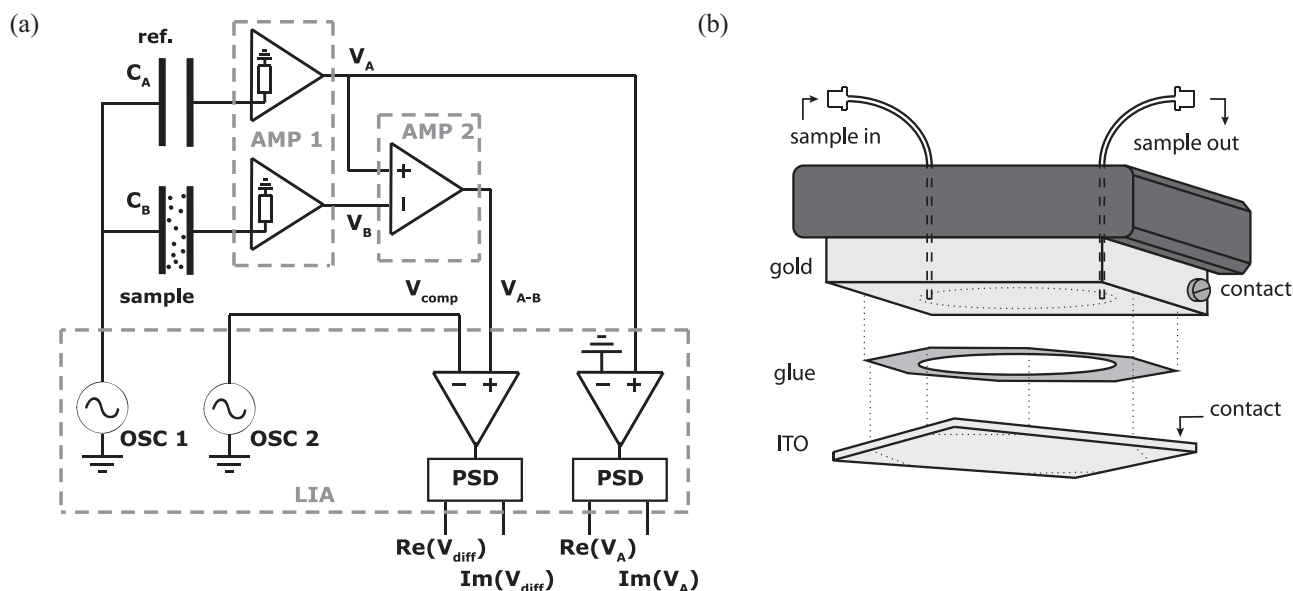 (a)
ref.
C_A
V_A
AMP 1
AMP 2
+
–
C_B
V_B
sample
V_comp
V_A-B
– +
– +
OSC 1
OSC 2
PSD
PSD
LIA
Re(V_diff)
Re(V_A)
Im(V_diff)
Im(V_A)
(b)
sample in
sample out
gold
contact
glue
contact
ITO